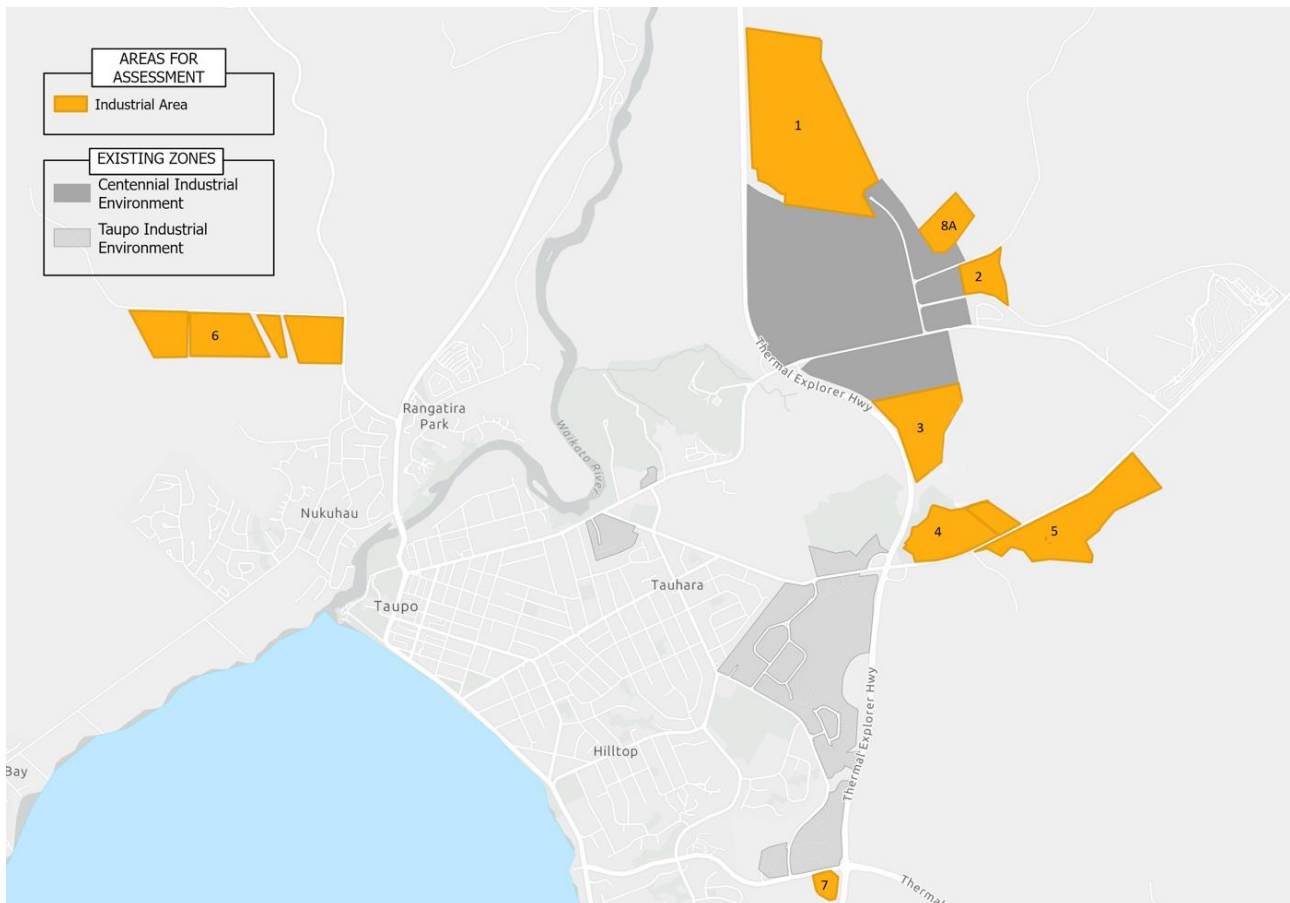 AREAS FOR
ASSESSMENT
Industrial Area
EXISTING ZONES
Centennial Industrial
Environment
Taupo Industrial
Environment
1
8A
2
6
Thermal Explorer Hwy
Rangatira
Park
3
Waikato River
Nukuhau
4
5
Tauhara
Taupo
Thermal Explorer Hwy
Hilltop
Bay
7
Thermal